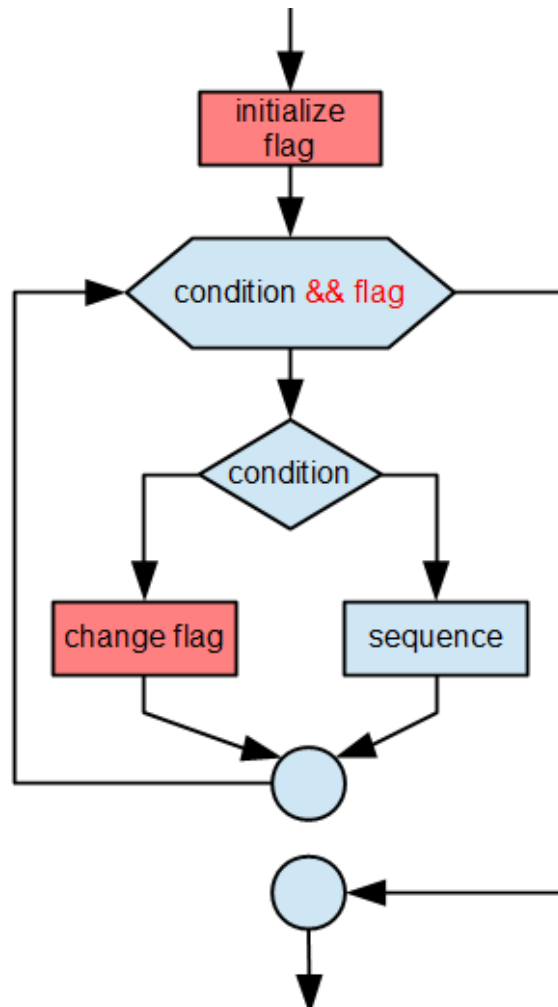 initialize
flag
condition && flag
condition
change flag
sequence